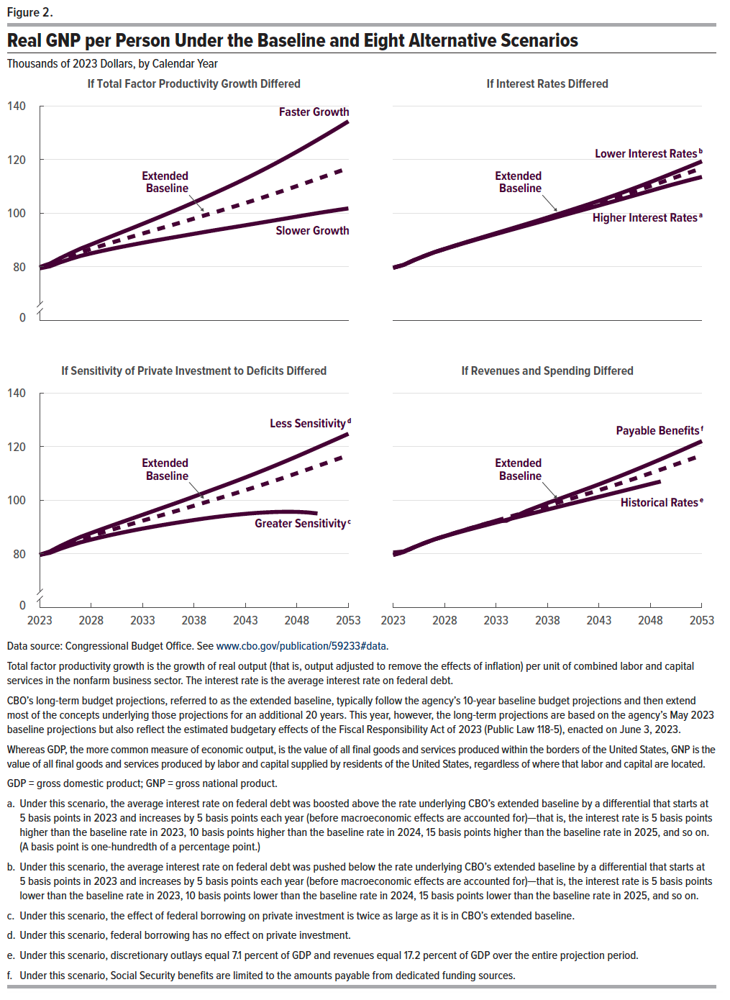 Figure 2.
Real GNP per Person Under the Baseline and Eight Alternative Scenarios
Thousands of 2023 Dollars, by Calendar Year
If Total Factor Productivity Growth Differed
If Interest Rates Differed
140
120
100
80
0
Faster Growth
Extended
Baseline
Slower Growth
Lower Interest Rates b
Extended
Baseline
Higher Interest Rates a
If Sensitivity of Private Investment to Deficits Differed
If Revenues and Spending Differed
140
120
100
80
0
Less Sensitivity d
Extended
Baseline
Greater Sensitivity c
Payable Benefits f
Extended
Baseline
Historical Rates e
2023 2028 2033 2038 2043 2048 2053
2023 2028 2033 2038 2043 2048 2053
Data source: Congressional Budget Office. See www.cbo.gov/publication/59233#data.
Total factor productivity growth is the growth of real output (that is, output adjusted to remove the effects of inflation) per unit of combined labor and capital
services in the nonfarm business sector. The interest rate is the average interest rate on federal debt.
CBO's long-term budget projections, referred to as the extended baseline, typically follow the agency's 10-year baseline budget projections and then extend
most of the concepts underlying those projections for an additional 20 years. This year, however, the long-term projections are based on the agency's May 2023
baseline projections but also reflect the estimated budgetary effects of the Fiscal Responsibility Act of 2023 (Public Law 118-5), enacted on June 3, 2023.
Whereas GDP, the more common measure of economic output, is the value of all final goods and services produced within the borders of the United States, GNP is the
value of all final goods and services produced by labor and capital supplied by residents of the United States, regardless of where that labor and capital are located.
GDP = gross domestic product; GNP = gross national product.
a. Under this scenario, the average interest rate on federal debt was boosted above the rate underlying CBO's extended baseline by a differential that starts at
5 basis points in 2023 and increases by 5 basis points each year (before macroeconomic effects are accounted for)—that is, the interest rate is 5 basis points
higher than the baseline rate in 2023, 10 basis points higher than the baseline rate in 2024, 15 basis points higher than the baseline rate in 2025, and so on.
(A basis point is one-hundredth of a percentage point.)
b. Under this scenario, the average interest rate on federal debt was pushed below the rate underlying CBO's extended baseline by a differential that starts at
5 basis points in 2023 and increases by 5 basis points each year (before macroeconomic effects are accounted for)—that is, the interest rate is 5 basis points
lower than the baseline rate in 2023, 10 basis points lower than the baseline rate in 2024, 15 basis points lower than the baseline rate in 2025, and so on.
c. Under this scenario, the effect of federal borrowing on private investment is twice as large as it is in CBO's extended baseline.
d. Under this scenario, federal borrowing has no effect on private investment.
e. Under this scenario, discretionary outlays equal 7.1 percent of GDP and revenues equal 17.2 percent of GDP over the entire projection period.
f. Under this scenario, Social Security benefits are limited to the amounts payable from dedicated funding sources.